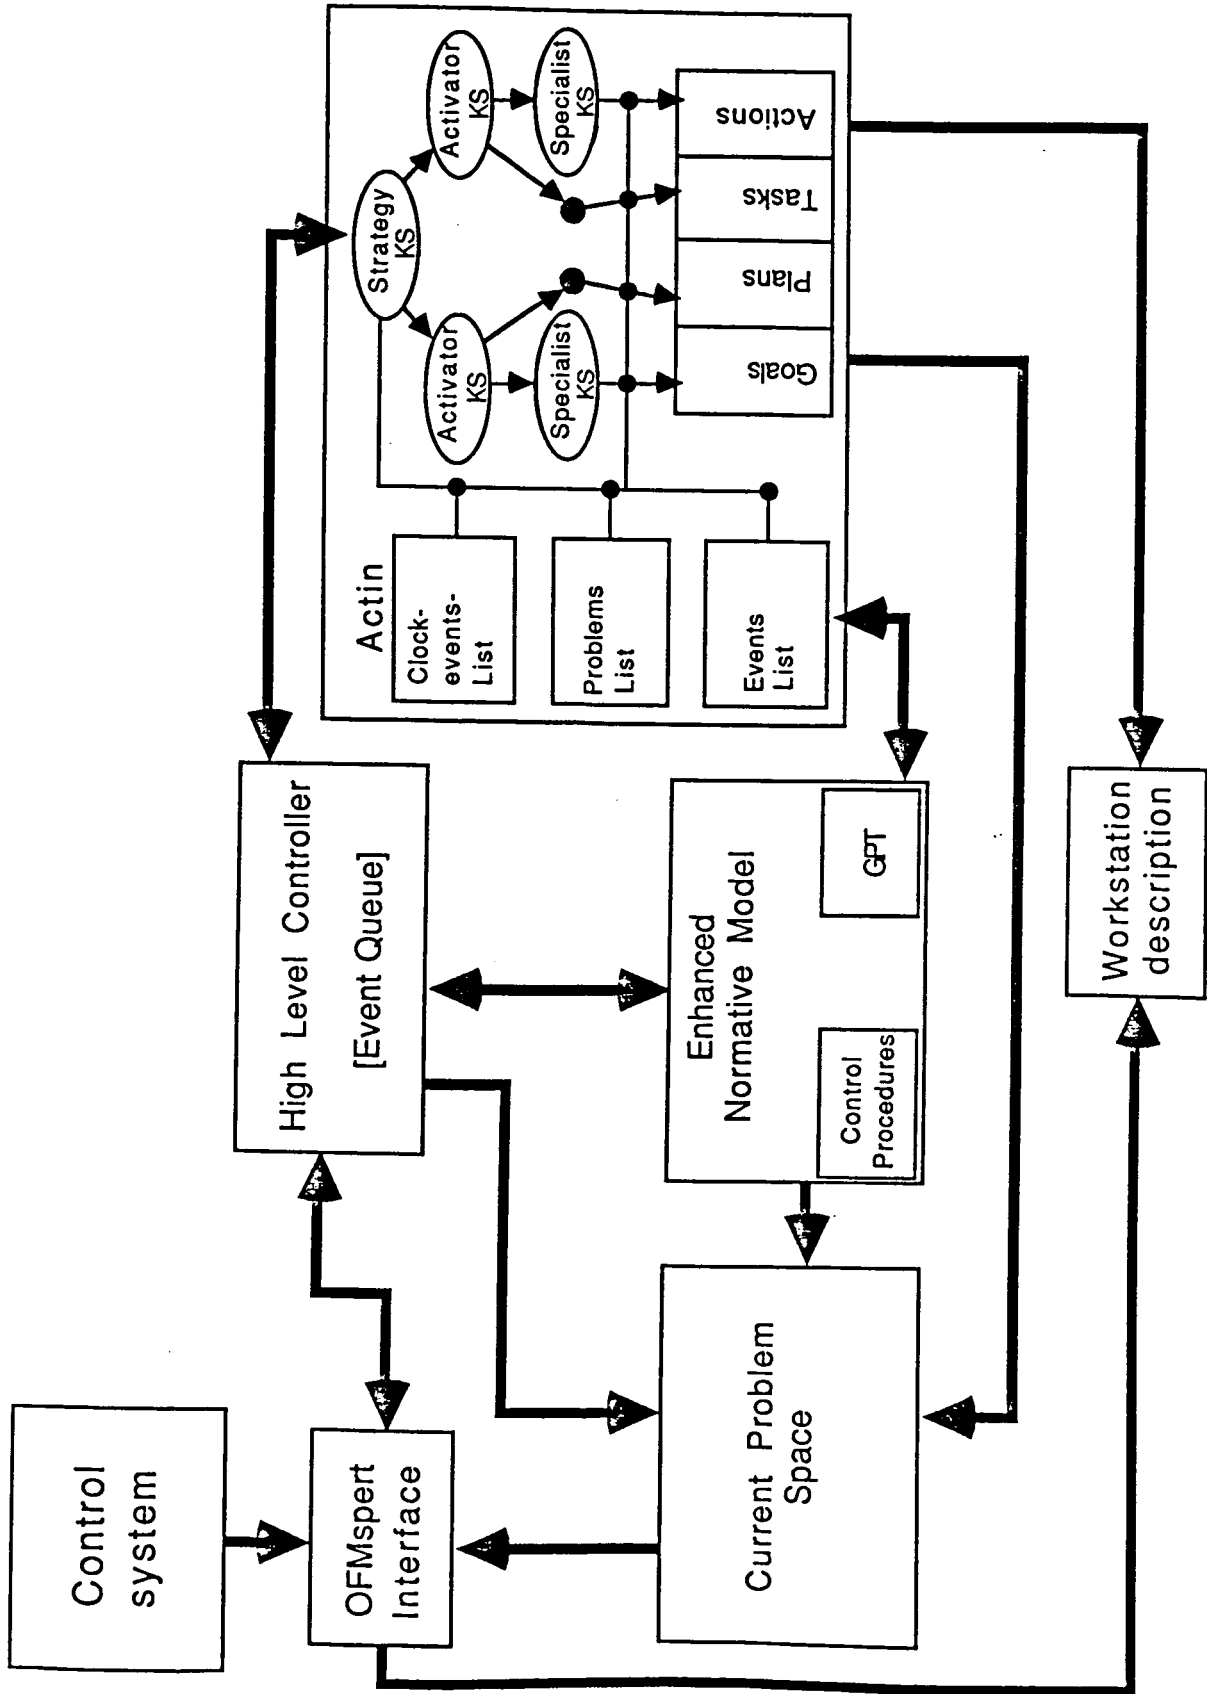 Control
system
OFMspert
Interface
High Level Controller
[Event Queue]
Current Problem
Space
Enhanced
Normative Model
Control
Procedures
GPT
Workstation
description
Actin
Clock-
events-
List
Problems
List
Events
List
Strategy
KS
Activator
KS
Activator
KS
Specialist
KS
Specialist
KS
Goals
Plans
Tasks
Actions